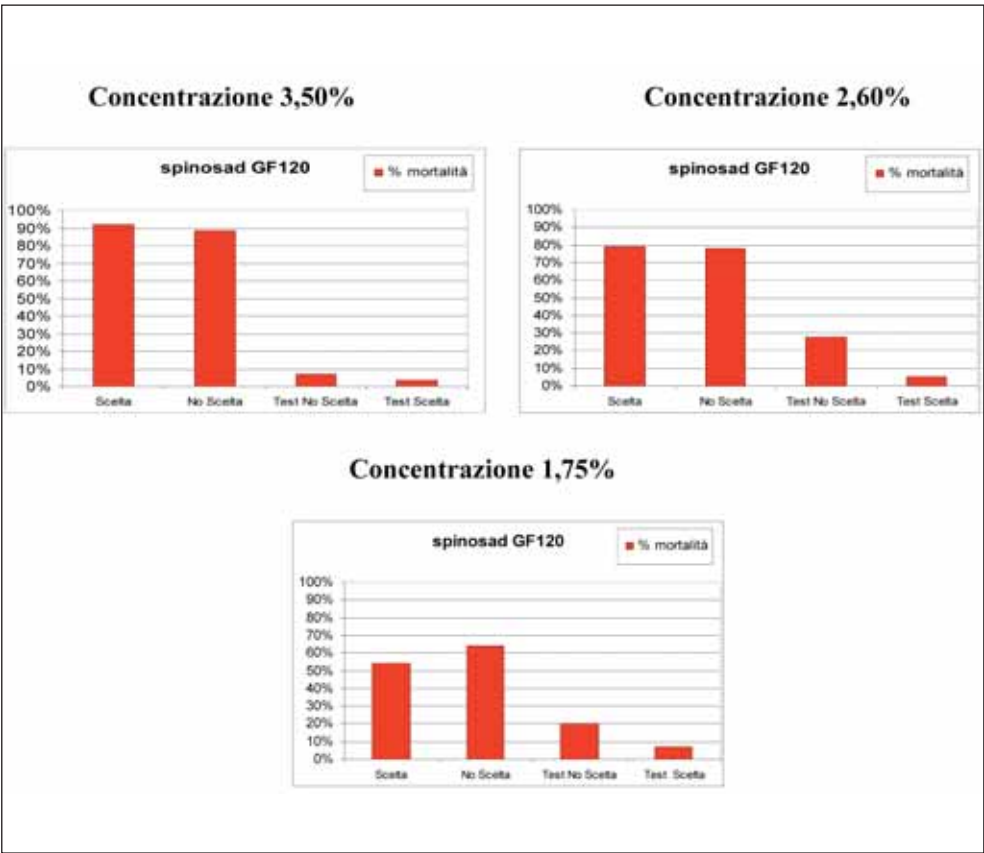 Concentrazione 3,50%
spinosad GF120
% mortalità
100%
90%
80%
70%
60%
50%
40%
30%
20%
10%
0%
Scelta No Scelta Test No Scelta Test Scelta
Concentrazione 2,60%
spinosad GF120
% mortalità
100%
90%
80%
70%
60%
50%
40%
30%
20%
10%
0%
Scelta No Scelta Test No Scelta Test Scelta
Concentrazione 1,75%
spinosad GF120
% mortalità
100%
90%
80%
70%
60%
50%
40%
30%
20%
10%
0%
Scelta No Scelta Test No Scelta Test Scelta